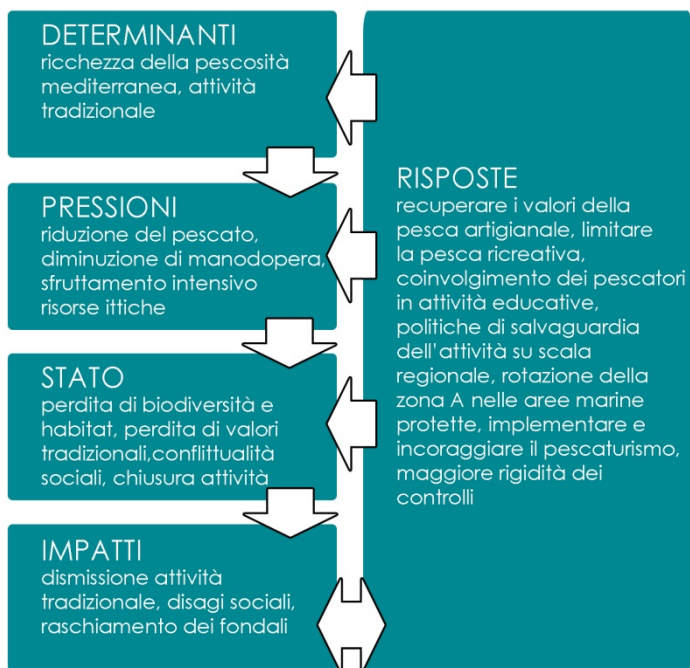 DETERMINANTI
ricchezza della pescosità
mediterranea, attività
tradizionale
PRESSIONI
riduzione del pescato,
diminuzione di manodopera,
sfruttamento intensivo
risorse ittiche
STATO
perdita di biodiversità e
habitat, perdita di valori
tradizionali,conflittualità
sociali, chiusura attività
IMPATTI
dismissione attività
tradizionale, disagi sociali,
raschiamento dei fondali
RISPOSTE
recuperare i valori della
pesca artigianale, limitare
la pesca ricreativa,
coinvolgimento dei pescatori
in attività educative,
politiche di salvaguardia
dell'attività su scala
regionale, rotazione della
zona A nelle aree marine
protette, implementare e
incoraggiare il pescaturismo,
maggiore rigidità dei
controlli